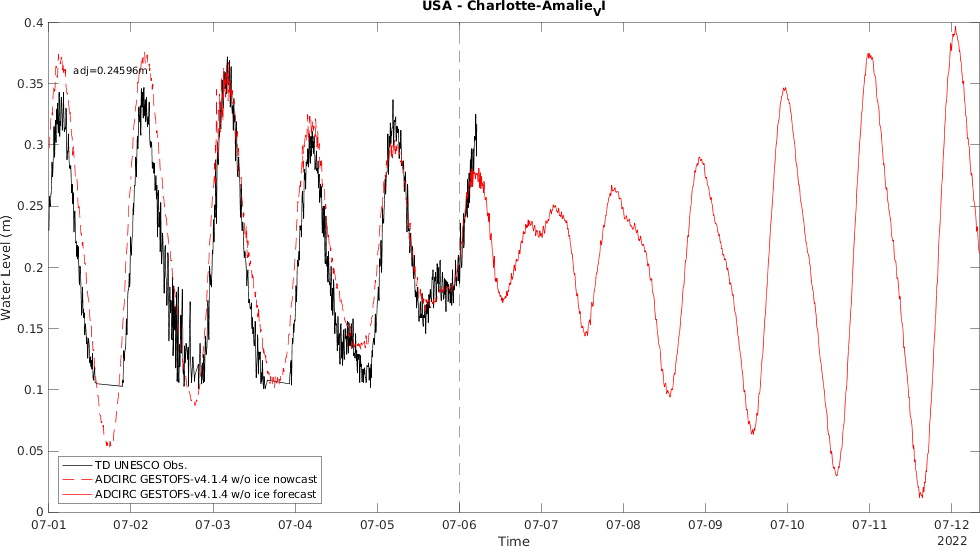 USA - Charlotte-Amalie_VI
adj=0.24596m
Water Level (m)
0.4
0.35
0.3
0.25
0.2
0.15
0.1
0.05
0
TD UNESCO Obs.
ADCIRC GESTOFS-v4.1.4 w/o ice nowcast
ADCIRC GESTOFS-v4.1.4 w/o ice forecast
07-01 07-02 07-03 07-04 07-05 07-06 07-07 07-08 07-09 07-10 07-11 07-12
Time
2022